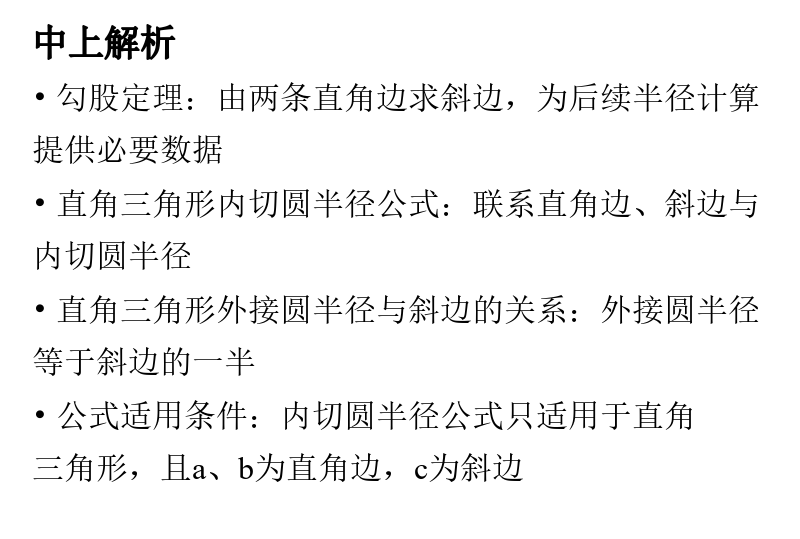 中上解析
• 勾股定理：由两条直角边求斜边，为后续半径计算
提供必要数据
• 直角三角形内切圆半径公式：联系直角边、斜边与
内切圆半径
• 直角三角形外接圆半径与斜边的关系：外接圆半径
等于斜边的一半
• 公式适用条件：内切圆半径公式只适用于直角
三角形，且a、b为直角边，c为斜边